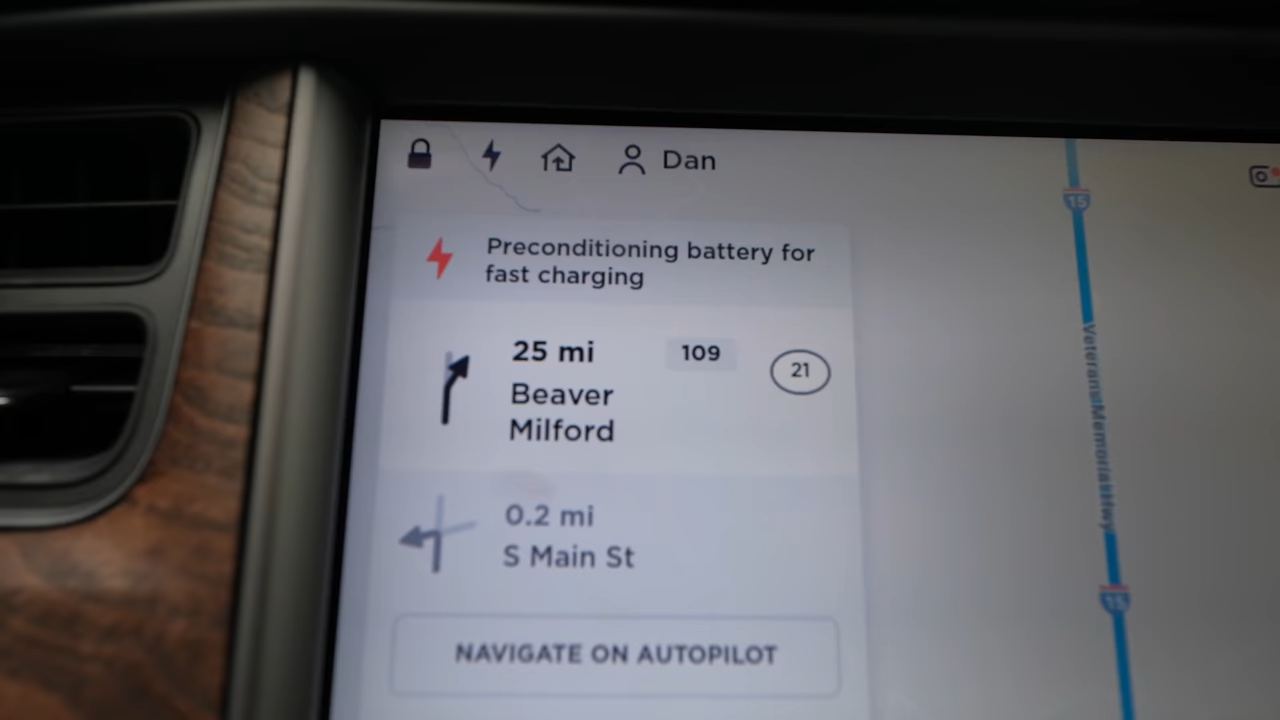 Dan
15
Preconditioning battery for
fast charging
25 mi
109
21
Beaver
Milford
Veterans Memorial Hwy
0.2 mi
S Main St
15
NAVIGATE ON AUTOPILOT